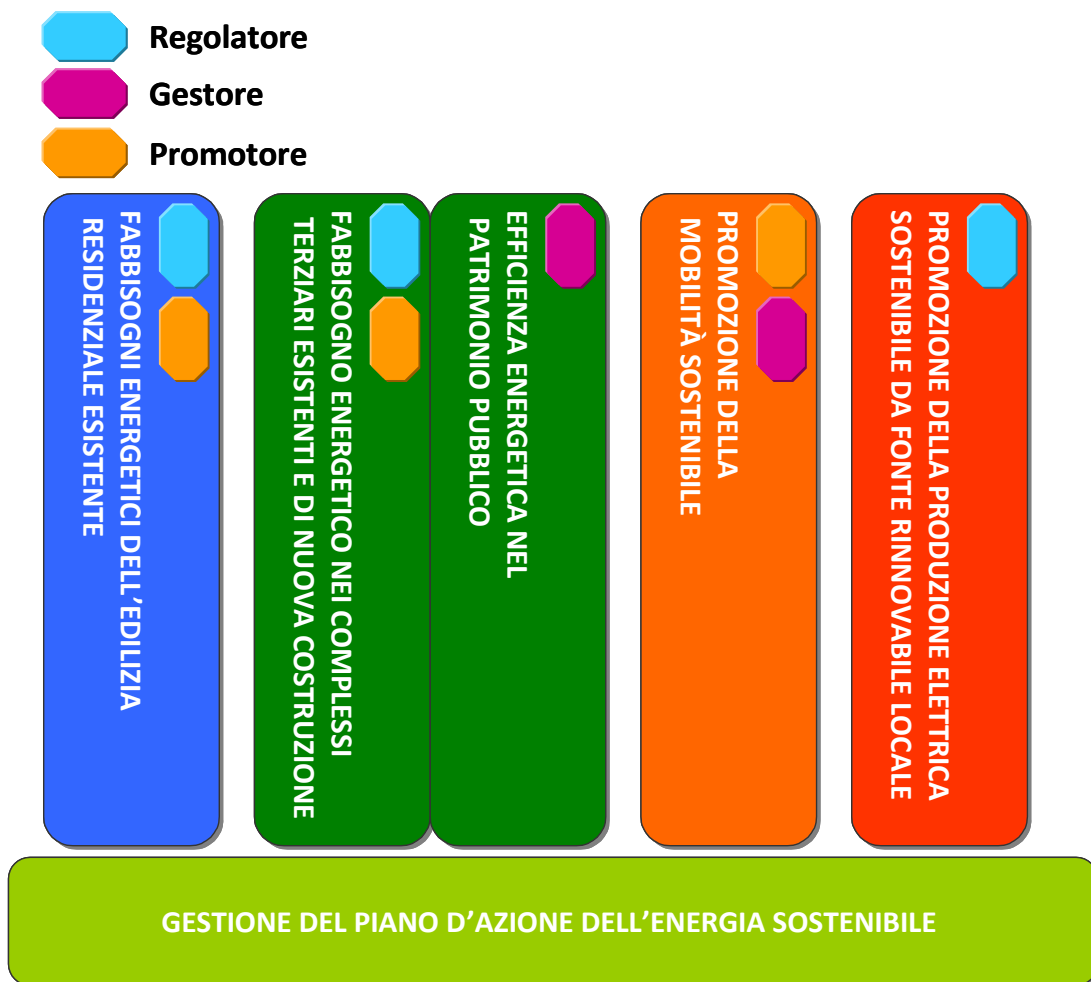 Regolatore
Gestore
Promotore
FABBISOGNI ENERGETICI DELL’EDILIZIA
RESIDENZIALE ESISTENTE
FABBISOGNO ENERGETICO NEI COMPLESSI
TERZIARI ESISTENTI E DI NUOVA COSTRUZIONE
EFFICIENZA ENERGETICA NEL
PATRIMONIO PUBBLICO
PROMOZIONE DELLA
MOBILITÀ SOSTENIBILE
PROMOZIONE DELLA PRODUZIONE ELETTRICA
SOSTENIBILE DA FONTE RINNOVABILE LOCALE
GESTIONE DEL PIANO D’AZIONE DELL’ENERGIA SOSTENIBILE